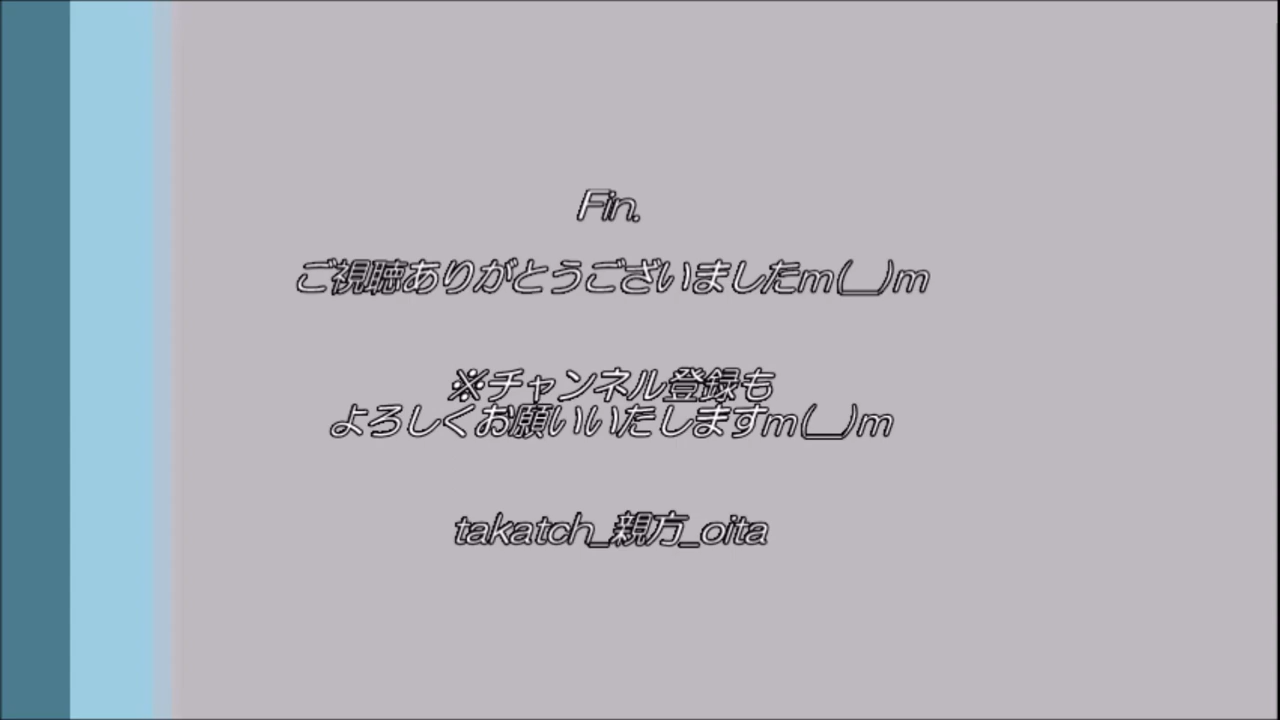 Fin.
ご視聴ありがとうございましたm(__)m
※チャンネル登録も
よろしくお願いいたしますm(__)m
takatch_親方_oita